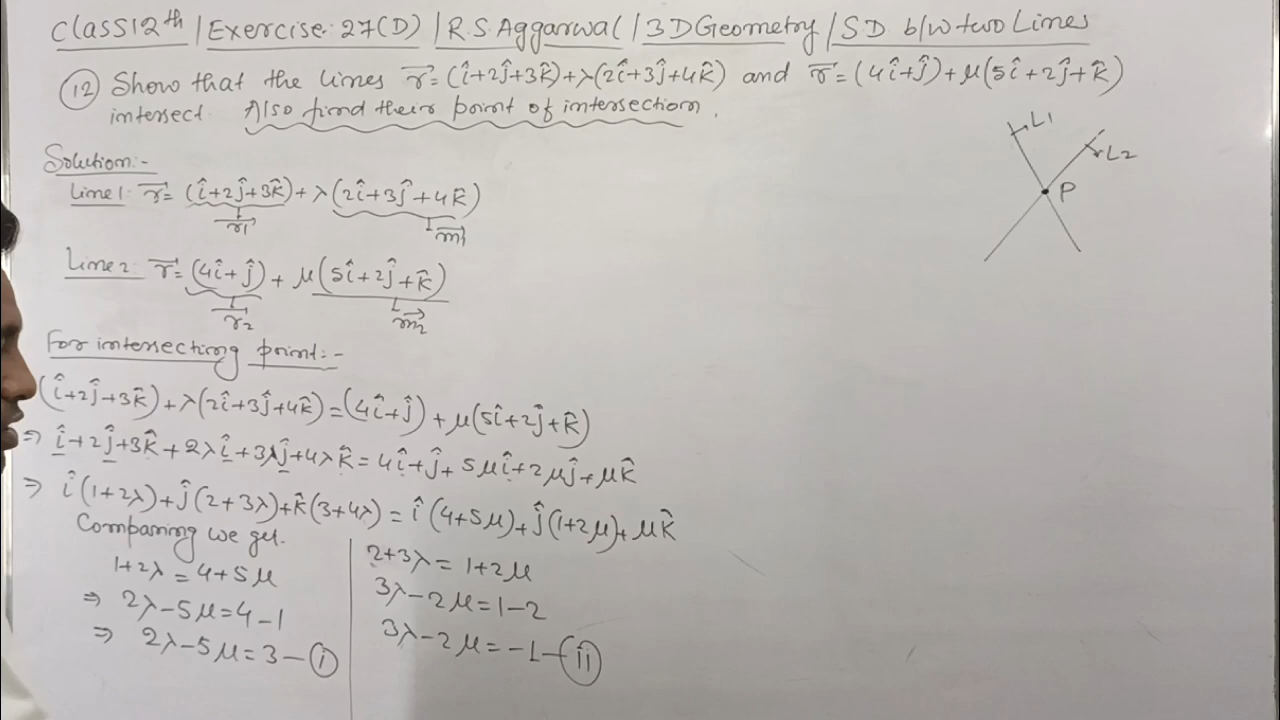 Class12th / Exercise: 27(D) / R.S. Aggarwal / 3D Geometry / SD b/w two Lines
(12) Show that the lines r⃗ = (î+2ĵ+3k̂)+λ(2î+3ĵ+4k̂) and r⃗ = (4î+ĵ)+μ(5î+2ĵ+k̂)
intersect. Also find their point of intersection.
L1
L2
P
Solution:-
Line1: r⃗ = (î+2ĵ+3k̂)+λ(2î+3ĵ+4k̂)
r⃗1 m⃗1
Line2: r⃗ = (4î+ĵ)+μ(5î+2ĵ+k̂)
r⃗2 m⃗2
For intersecting point:-
(î+2ĵ+3k̂)+λ(2î+3ĵ+4k̂)=(4î+ĵ)+μ(5î+2ĵ+k̂)
⇒ î+2ĵ+3k̂+2λî+3λĵ+4λk̂=4î+ĵ+5μî+2μĵ+μk̂
⇒ î(1+2λ)+ĵ(2+3λ)+k̂(3+4λ)=î(4+5μ)+ĵ(1+2μ)+μk̂
Comparing we get.
1+2λ=4+5μ
⇒ 2λ-5μ=4-1
⇒ 2λ-5μ=3-(i)
2+3λ=1+2μ
3λ-2μ=1-2
3λ-2μ=-1-(ii)